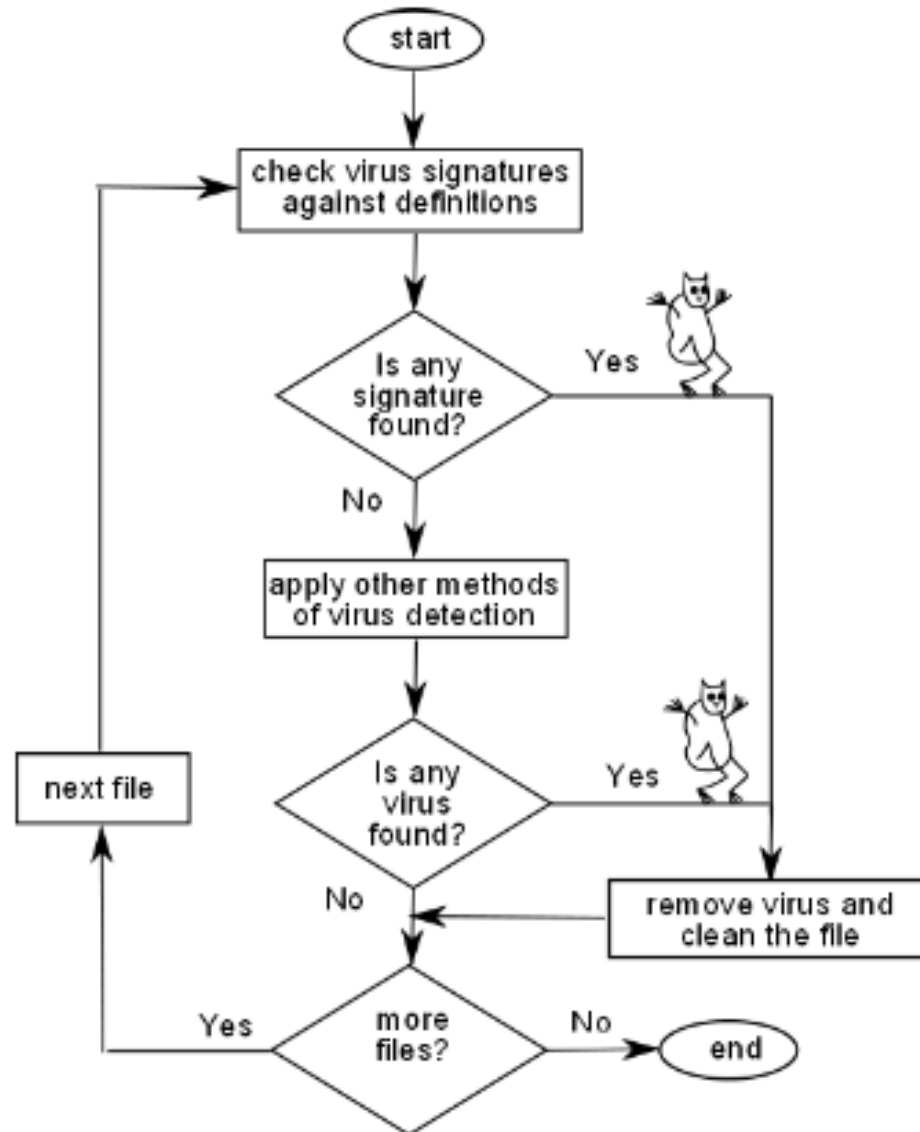 start
check virus signatures
against definitions
Is any
signature
found?
Yes
No
apply other methods
of virus detection
Is any
virus
found?
Yes
next file
No
remove virus and
clean the file
more
files?
Yes
No
end